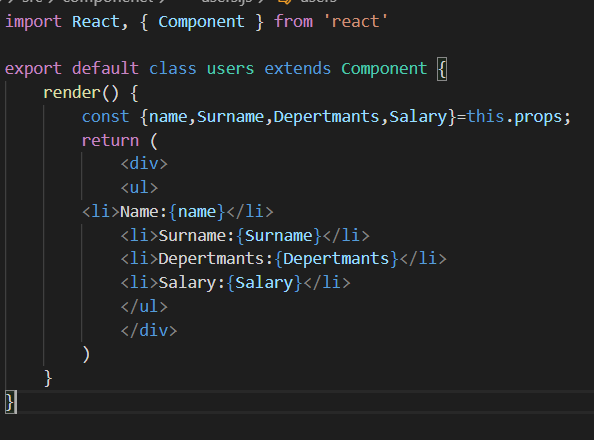 import React, { Component } from 'react'
export default class users extends Component {
render() {
const {name,Surname,Depertmants,Salary}=this.props;
return (
<div>
<ul>
<li>Name:{name}</li>
<li>Surname:{Surname}</li>
<li>Depertmants:{Depertmants}</li>
<li>Salary:{Salary}</li>
</ul>
</div>
)
}
}